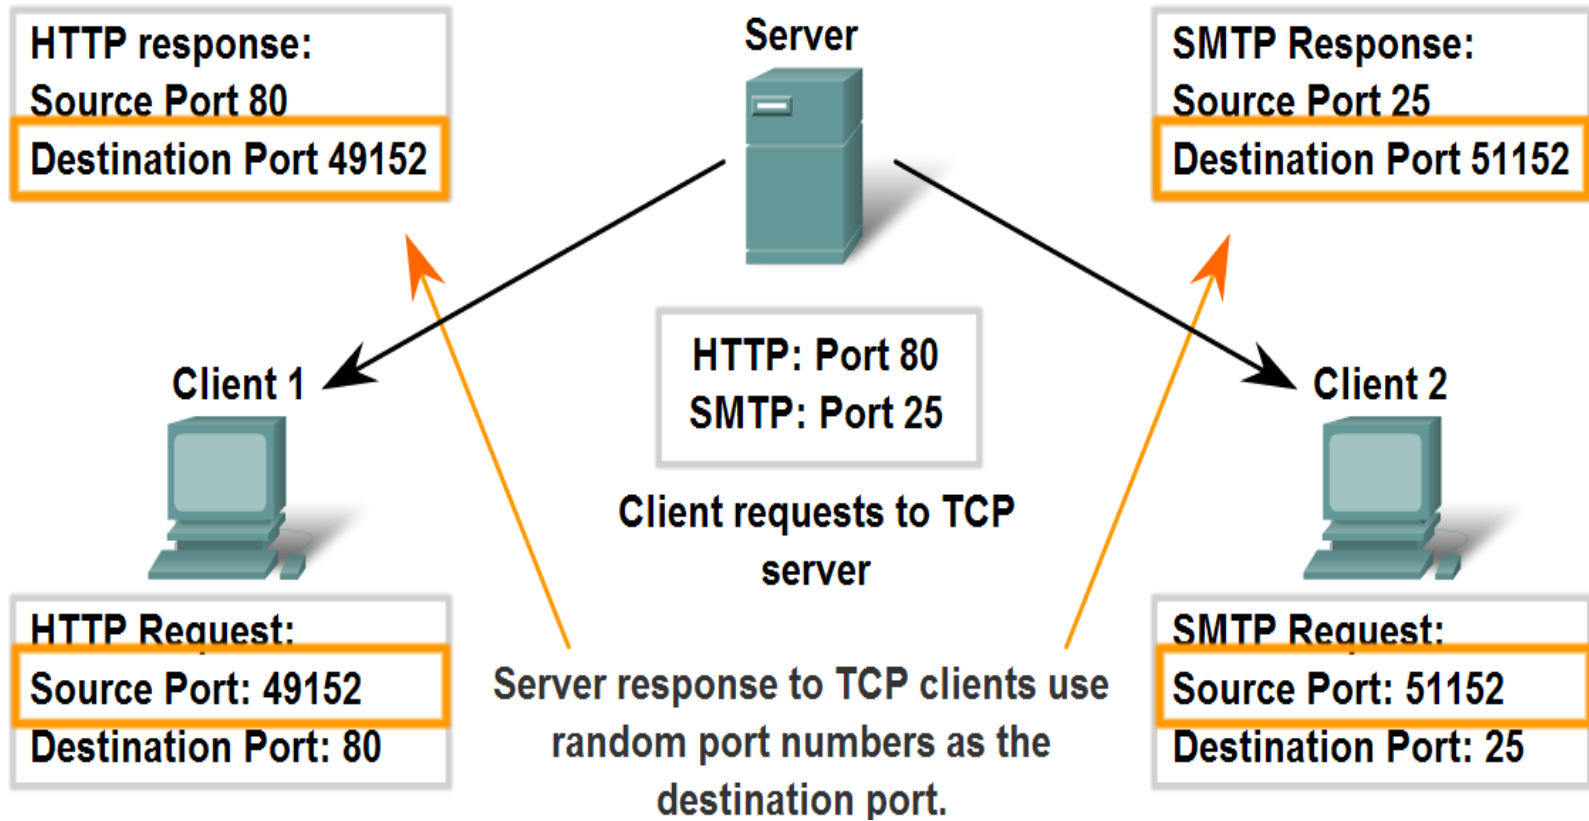 HTTP response:
Source Port 80
Destination Port 49152
Server
SMTP Response:
Source Port 25
Destination Port 51152
HTTP: Port 80
SMTP: Port 25
Client 1
Client 2
Client requests to TCP
server
HTTP Request:
Source Port: 49152
Destination Port: 80
Server response to TCP clients use
random port numbers as the
destination port.
SMTP Request:
Source Port: 51152
Destination Port: 25